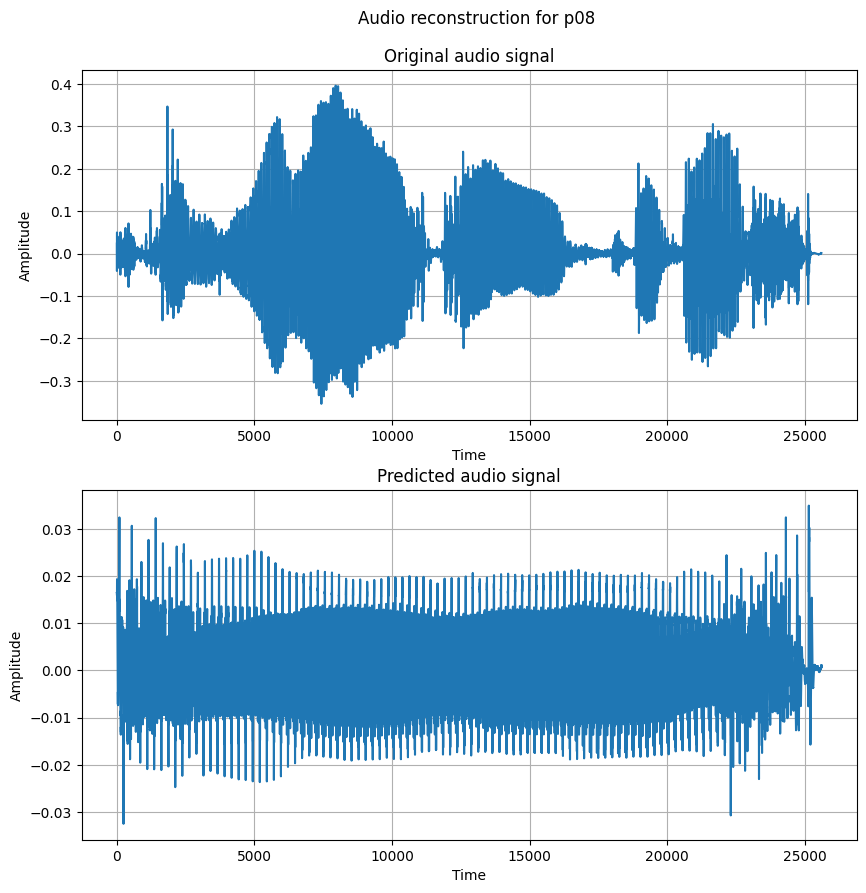 Audio reconstruction for p08
Original audio signal
0.4
0.3
0.2
0.1
0.0
−0.1
−0.2
−0.3
Amplitude
0 5000 10000 15000 20000 25000
Time
Predicted audio signal
0.03
0.02
0.01
0.00
−0.01
−0.02
−0.03
Amplitude
0 5000 10000 15000 20000 25000
Time